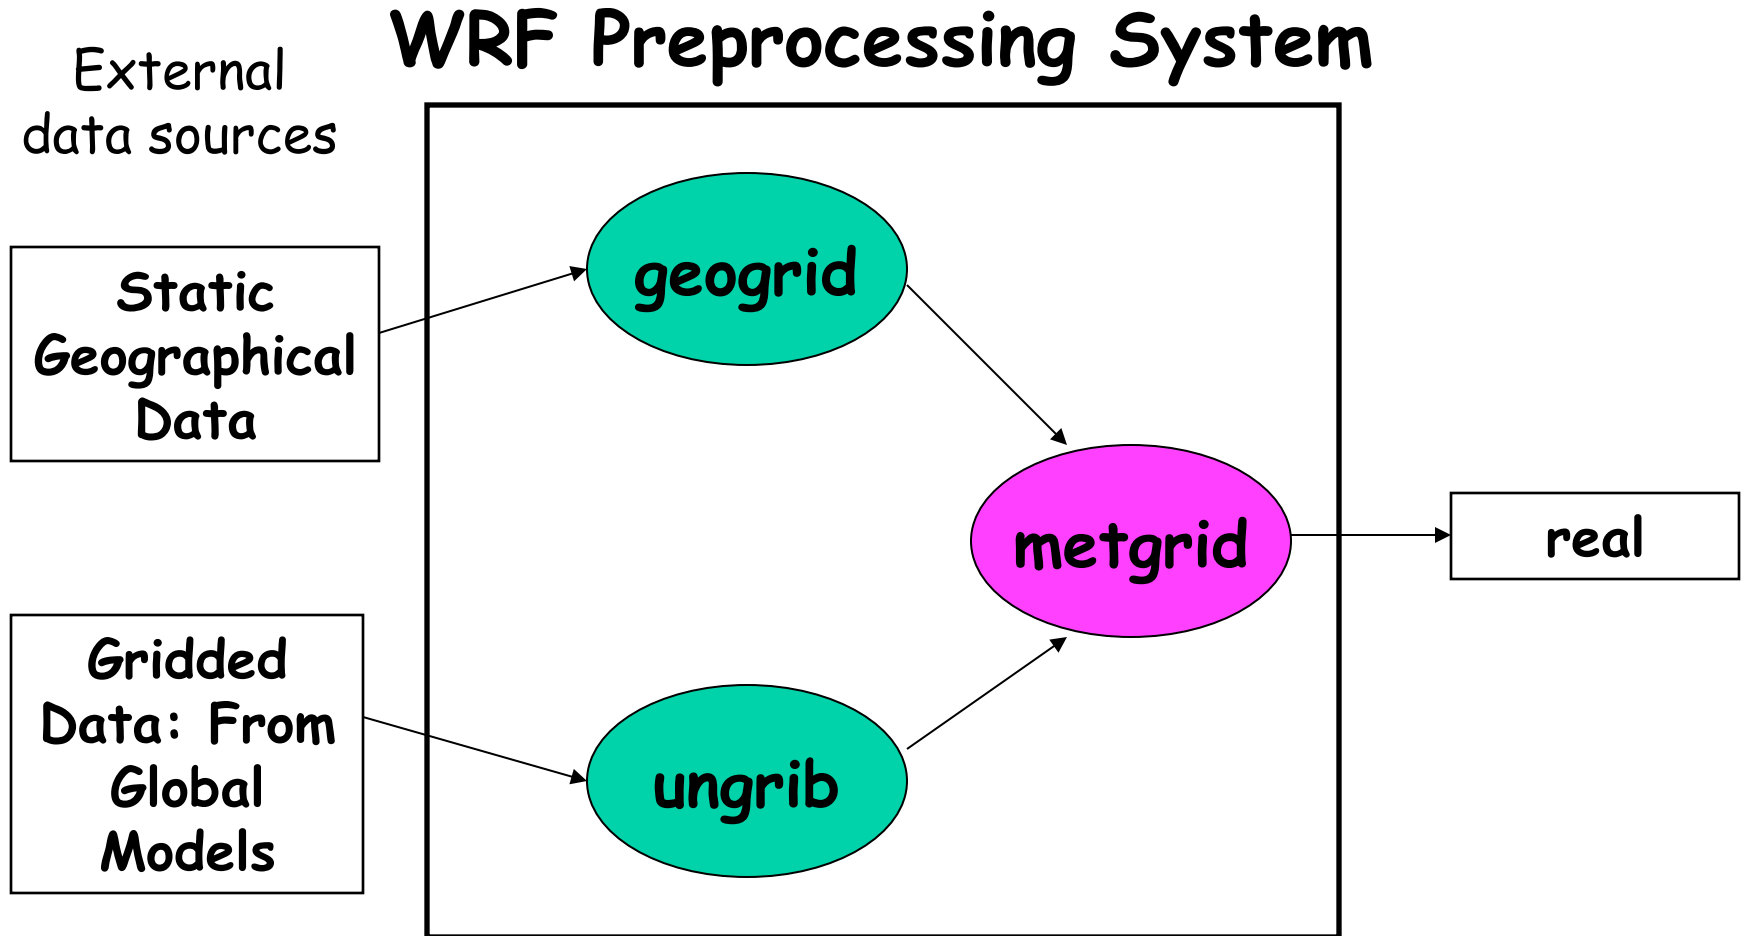 WRF Preprocessing System
External
data sources
Static
Geographical
Data
geogrid
metgrid
real
Gridded
Data: From
Global
Models
ungrib